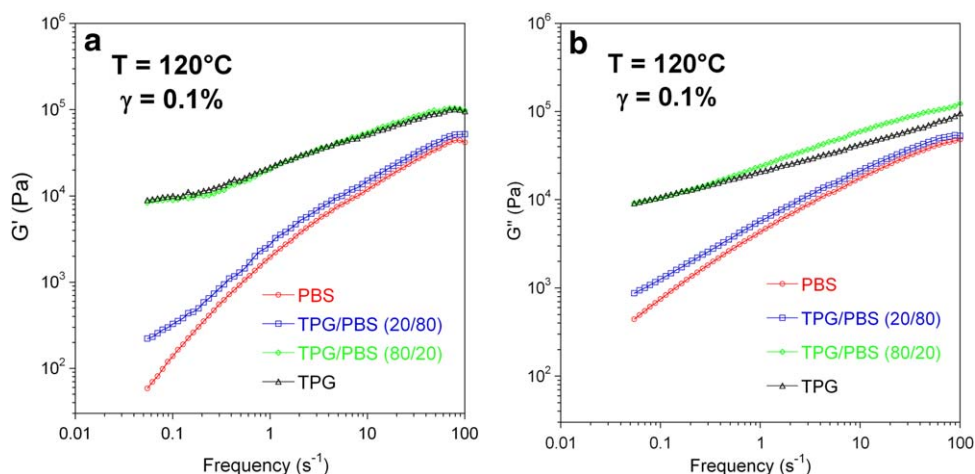 a
T = 120°C
γ = 0.1%
10⁶
10⁵
10⁴
10³
10²
G' (Pa)
PBS
TPG/PBS (20/80)
TPG/PBS (80/20)
TPG
0.01 0.1 1 10 100
Frequency (s⁻¹)
b
T = 120°C
γ = 0.1%
10⁶
10⁵
10⁴
10³
10²
G'' (Pa)
PBS
TPG/PBS (20/80)
TPG/PBS (80/20)
TPG
0.01 0.1 1 10 100
Frequency (s⁻¹)